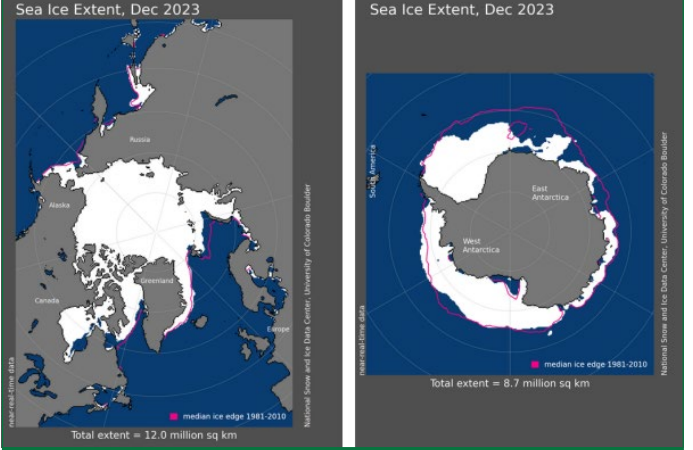 Sea Ice Extent, Dec 2023
Russia
Alaska
Greenland
Canada
Europe
near-real-time data
National Snow and Ice Data Center, University of Colorado Boulder
median ice edge 1981-2010
Total extent = 12.0 million sq km
Sea Ice Extent, Dec 2023
South America
East
Antarctica
West
Antarctica
near-real-time data
National Snow and Ice Data Center, University of Colorado Boulder
median ice edge 1981-2010
Total extent = 8.7 million sq km